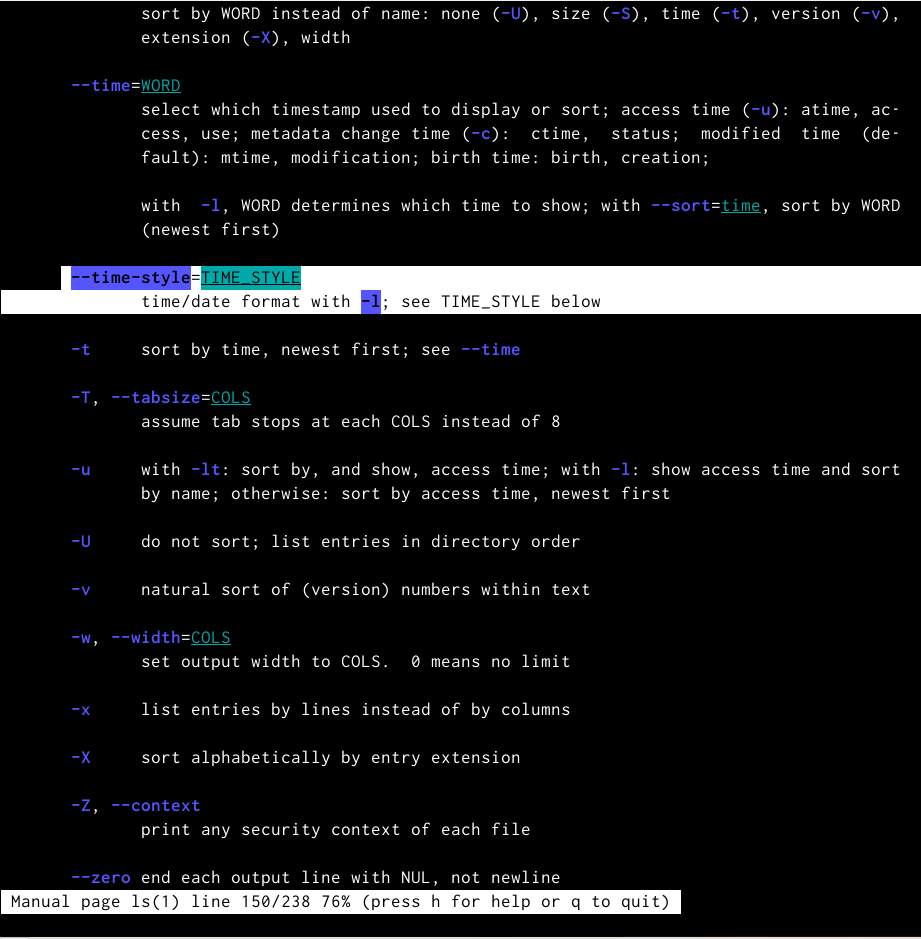 sort by WORD instead of name: none (-U), size (-S), time (-t), version (-v),
extension (-X), width
--time=WORD
select which timestamp used to display or sort; access time (-u): atime, ac-
cess, use; metadata change time (-c):  ctime,  status;  modified  time  (de-
fault): mtime, modification; birth time: birth, creation;
with  -l, WORD determines which time to show; with --sort=time, sort by WORD
(newest first)
--time-style=TIME_STYLE
time/date format with -l; see TIME_STYLE below
-t     sort by time, newest first; see --time
-T, --tabsize=COLS
assume tab stops at each COLS instead of 8
-u     with -lt: sort by, and show, access time; with -l: show access time and sort
by name; otherwise: sort by access time, newest first
-U     do not sort; list entries in directory order
-v     natural sort of (version) numbers within text
-w, --width=COLS
set output width to COLS.  0 means no limit
-x     list entries by lines instead of by columns
-X     sort alphabetically by entry extension
-Z, --context
print any security context of each file
--zero end each output line with NUL, not newline
Manual page ls(1) line 150/238 76% (press h for help or q to quit)